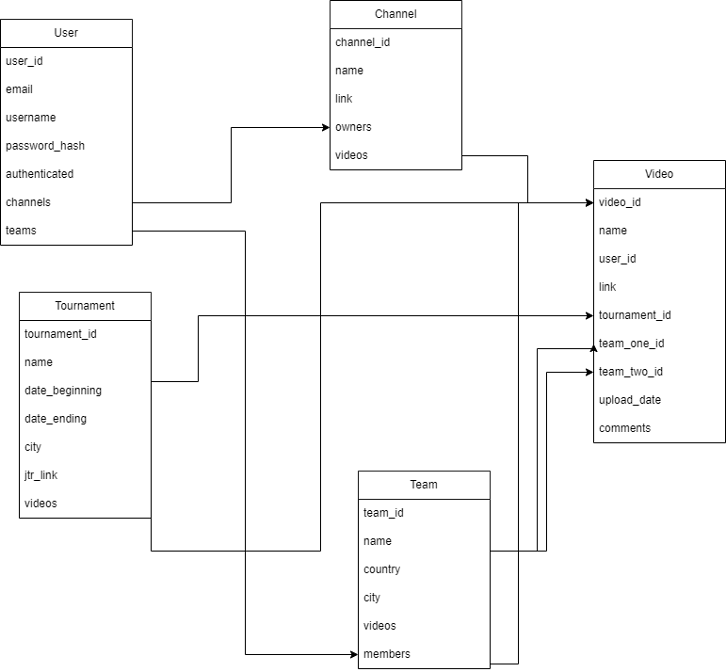 User
user_id
email
username
password_hash
authenticated
channels
teams
Channel
channel_id
name
link
owners
videos
Video
video_id
name
user_id
link
tournament_id
team_one_id
team_two_id
upload_date
comments
Tournament
tournament_id
name
date_beginning
date_ending
city
jtr_link
videos
Team
team_id
name
country
city
videos
members